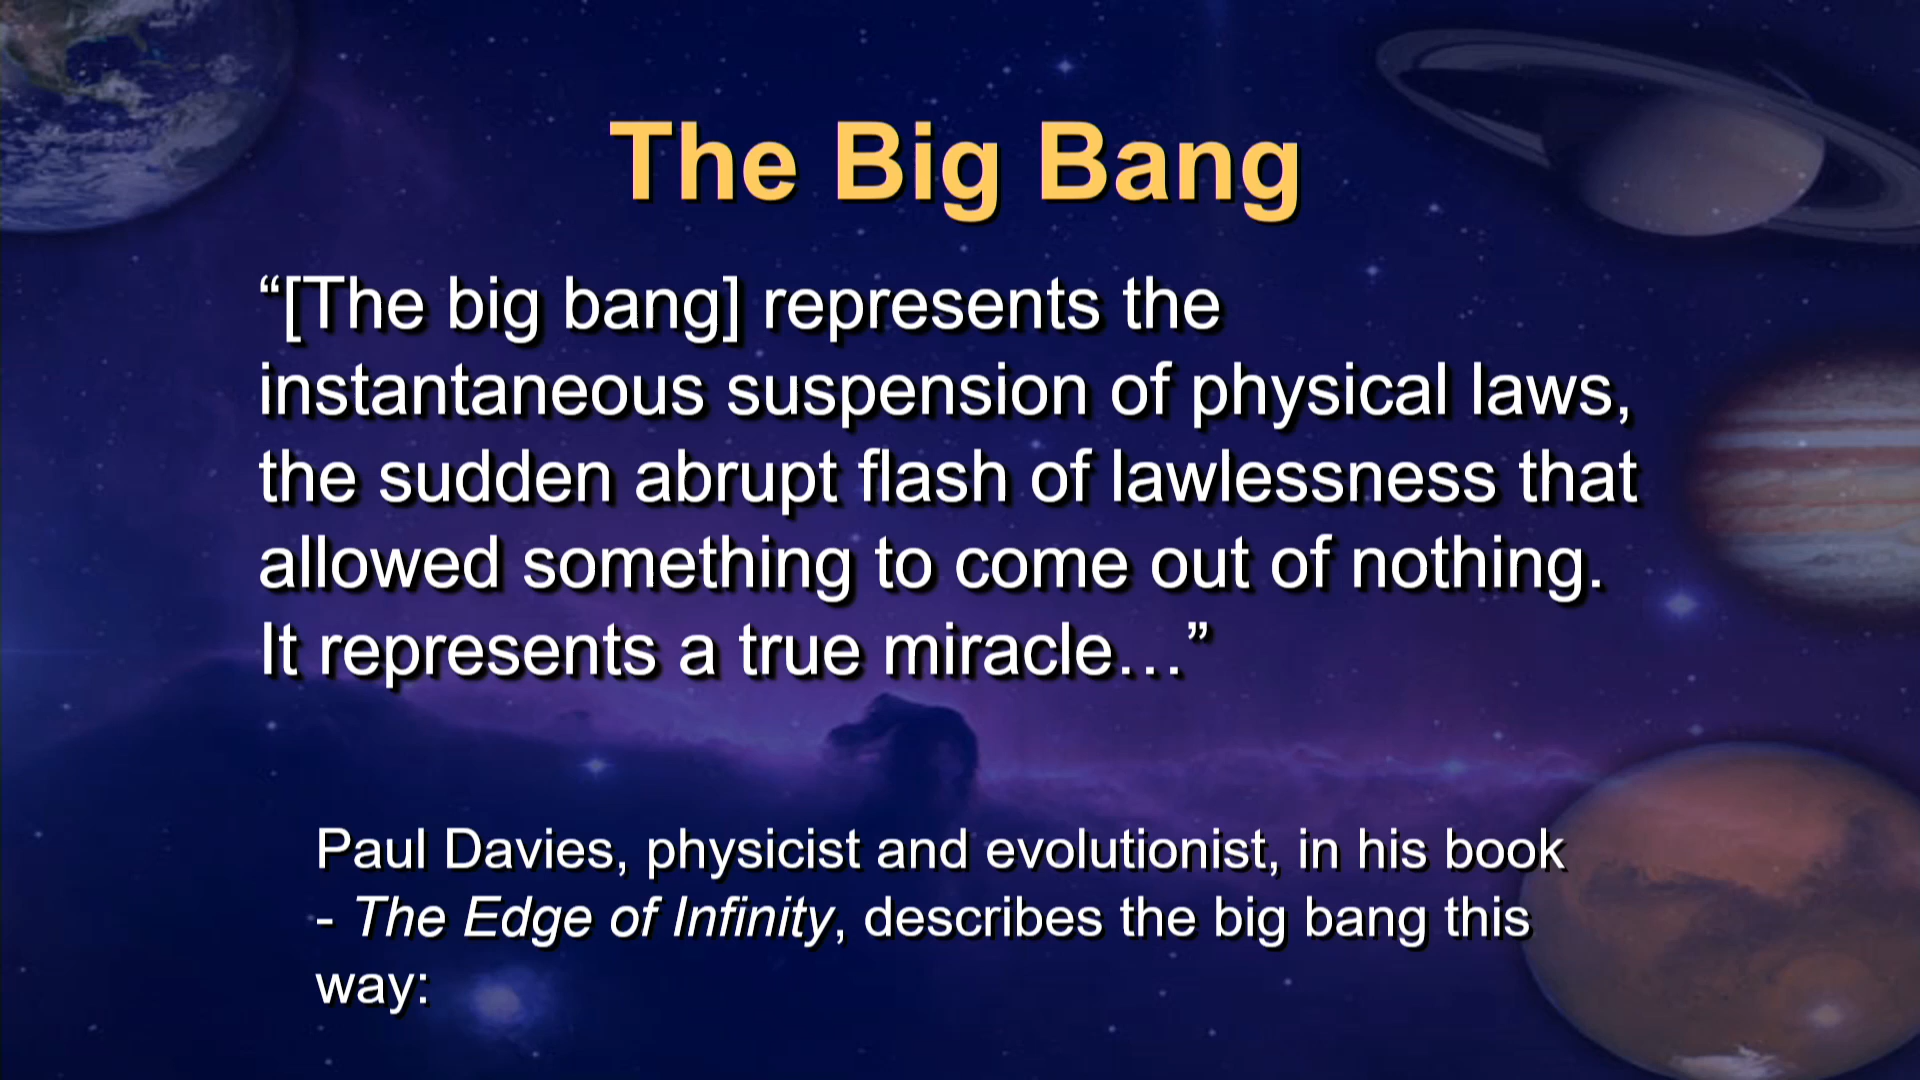 The Big Bang
“[The big bang] represents the
instantaneous suspension of physical laws,
the sudden abrupt flash of lawlessness that
allowed something to come out of nothing.
It represents a true miracle…”
Paul Davies, physicist and evolutionist, in his book
- The Edge of Infinity, describes the big bang this
way: